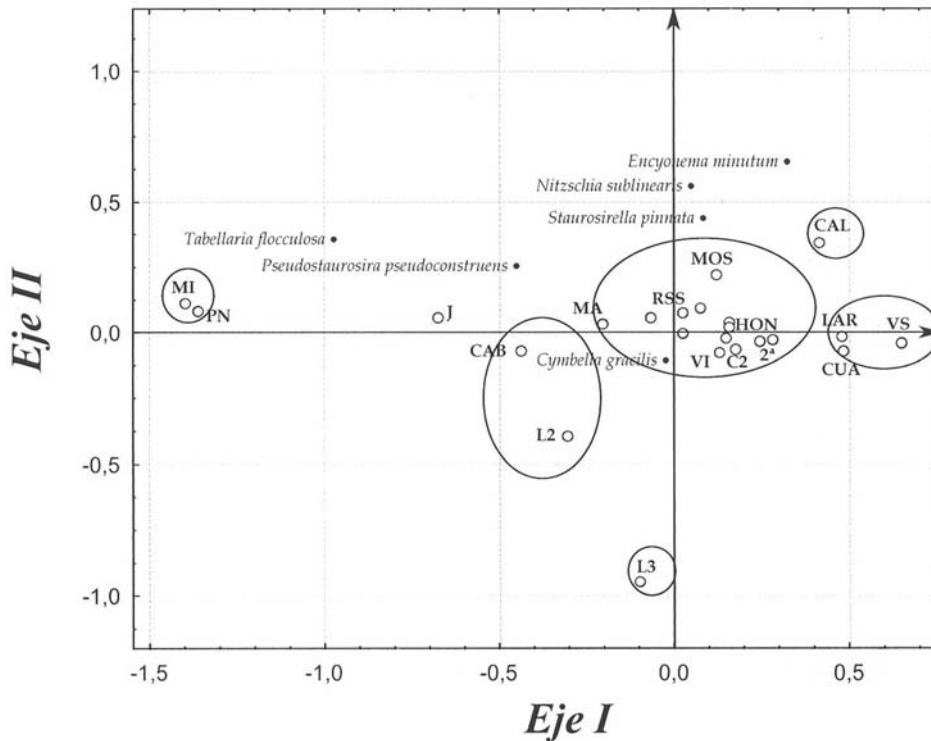 Eje II
1,0
0,5
0,0
-0,5
-1,0
Encyonema minutum
Nitzschia sublinearis
Staurosirella pinnata
CAL
Tabellaria flocculosa
MOS
Pseudostaurosira pseudoconstruens
MI
PN
J
MA
RSS
HON
LAR
VS
CAB
Cymbella gracilis
VI
C2
2ª
CUA
L2
L3
-1,5
-1,0
-0,5
0,0
0,5
Eje I